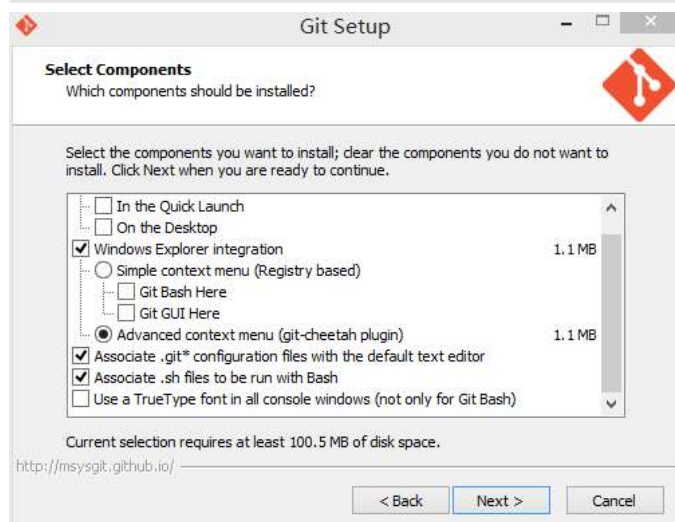 Git Setup
Select Components
Which components should be installed?
Select the components you want to install; clear the components you do not want to
install. Click Next when you are ready to continue.
In the Quick Launch
On the Desktop
Windows Explorer integration 1.1 MB
Simple context menu (Registry based)
Git Bash Here
Git GUI Here
Advanced context menu (git-cheetah plugin) 1.1 MB
Associate .git* configuration files with the default text editor
Associate .sh files to be run with Bash
Use a TrueType font in all console windows (not only for Git Bash)
Current selection requires at least 100.5 MB of disk space.
http://msysgit.github.io/
< Back Next > Cancel